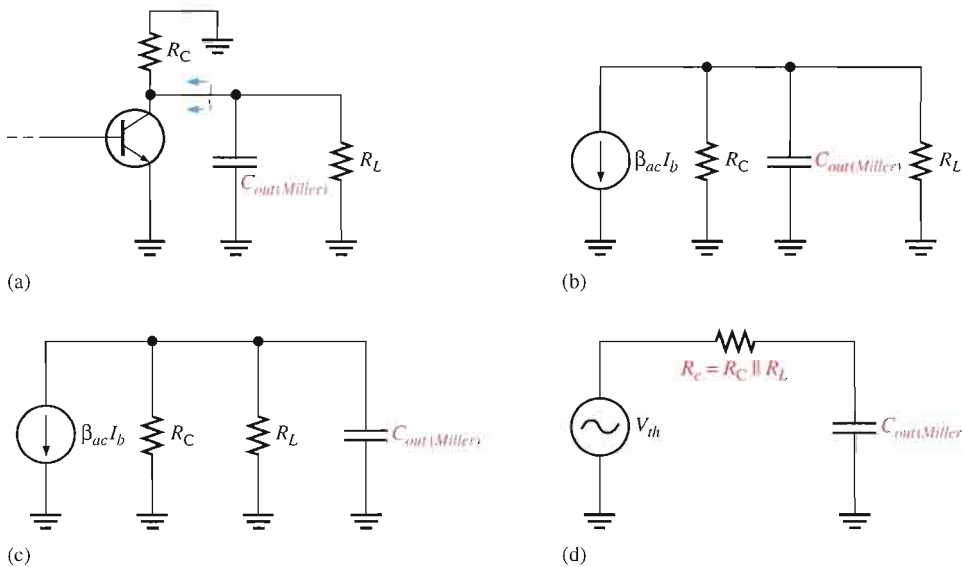 R_C
C_out(Miller)
R_L
(a)
β_ac I_b
R_C
C_out(Miller)
R_L
(b)
β_ac I_b
R_C
R_L
C_out(Miller)
(c)
R_c = R_C || R_L
V_th
C_out(Miller)
(d)